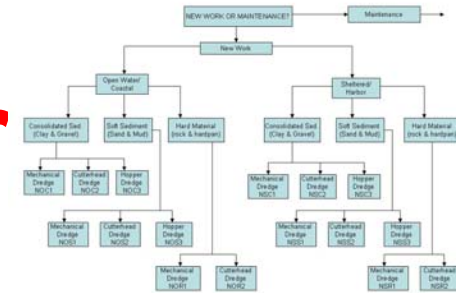 NEW WORK OR MAINTENANCE?
Maintenance
New Work
Open Water/
Coastal
Sheltered/
Harbor
Consolidated Sed.
(Clay & Gravel)
Soft Sediment
(Sand & Mud)
Hard Material
(rock & hardpan)
Consolidated Sed.
(Clay & Gravel)
Soft Sediment
(Sand & Mud)
Hard Material
(rock & hardpan)
Mechanical
Dredge
NOC1
Cutterhead
Dredge
NOC2
Hopper
Dredge
NOC3
Mechanical
Dredge
NSC1
Cutterhead
Dredge
NSC2
Hopper
Dredge
NSC3
Mechanical
Dredge
NOS1
Cutterhead
Dredge
NOS2
Hopper
Dredge
NOS3
Mechanical
Dredge
NSS1
Cutterhead
Dredge
NSS2
Hopper
Dredge
NSS3
Mechanical
Dredge
NOR1
Cutterhead
Dredge
NOR2
Mechanical
Dredge
NSR1
Cutterhead
Dredge
NSR2